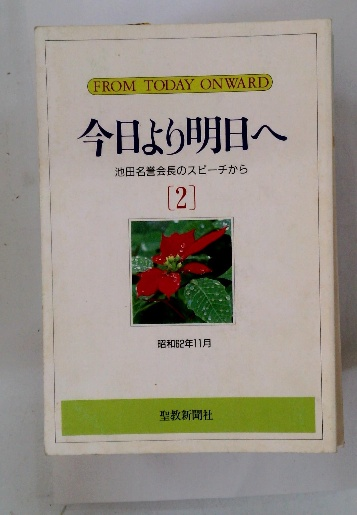 FROM TODAY ONWARD
今日より明日へ
池田名誉会長のスピーチから
〔2〕
昭和62年11月
聖教新聞社